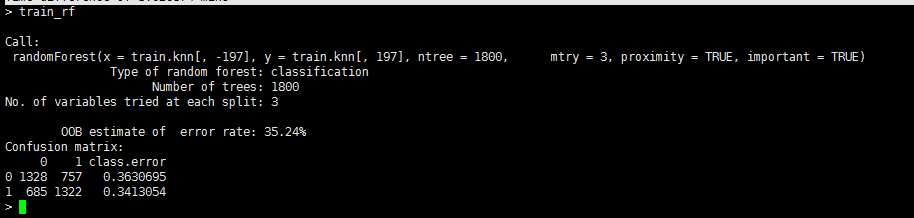 > train_rf
Call:
randomForest(x = train.knn[, -197], y = train.knn[, 197], ntree = 1800, mtry = 3, proximity = TRUE, important = TRUE)
Type of random forest: classification
Number of trees: 1800
No. of variables tried at each split: 3
OOB estimate of error rate: 35.24%
Confusion matrix:
0 1 class.error
0 1328 757 0.3630695
1 685 1322 0.3413054
>